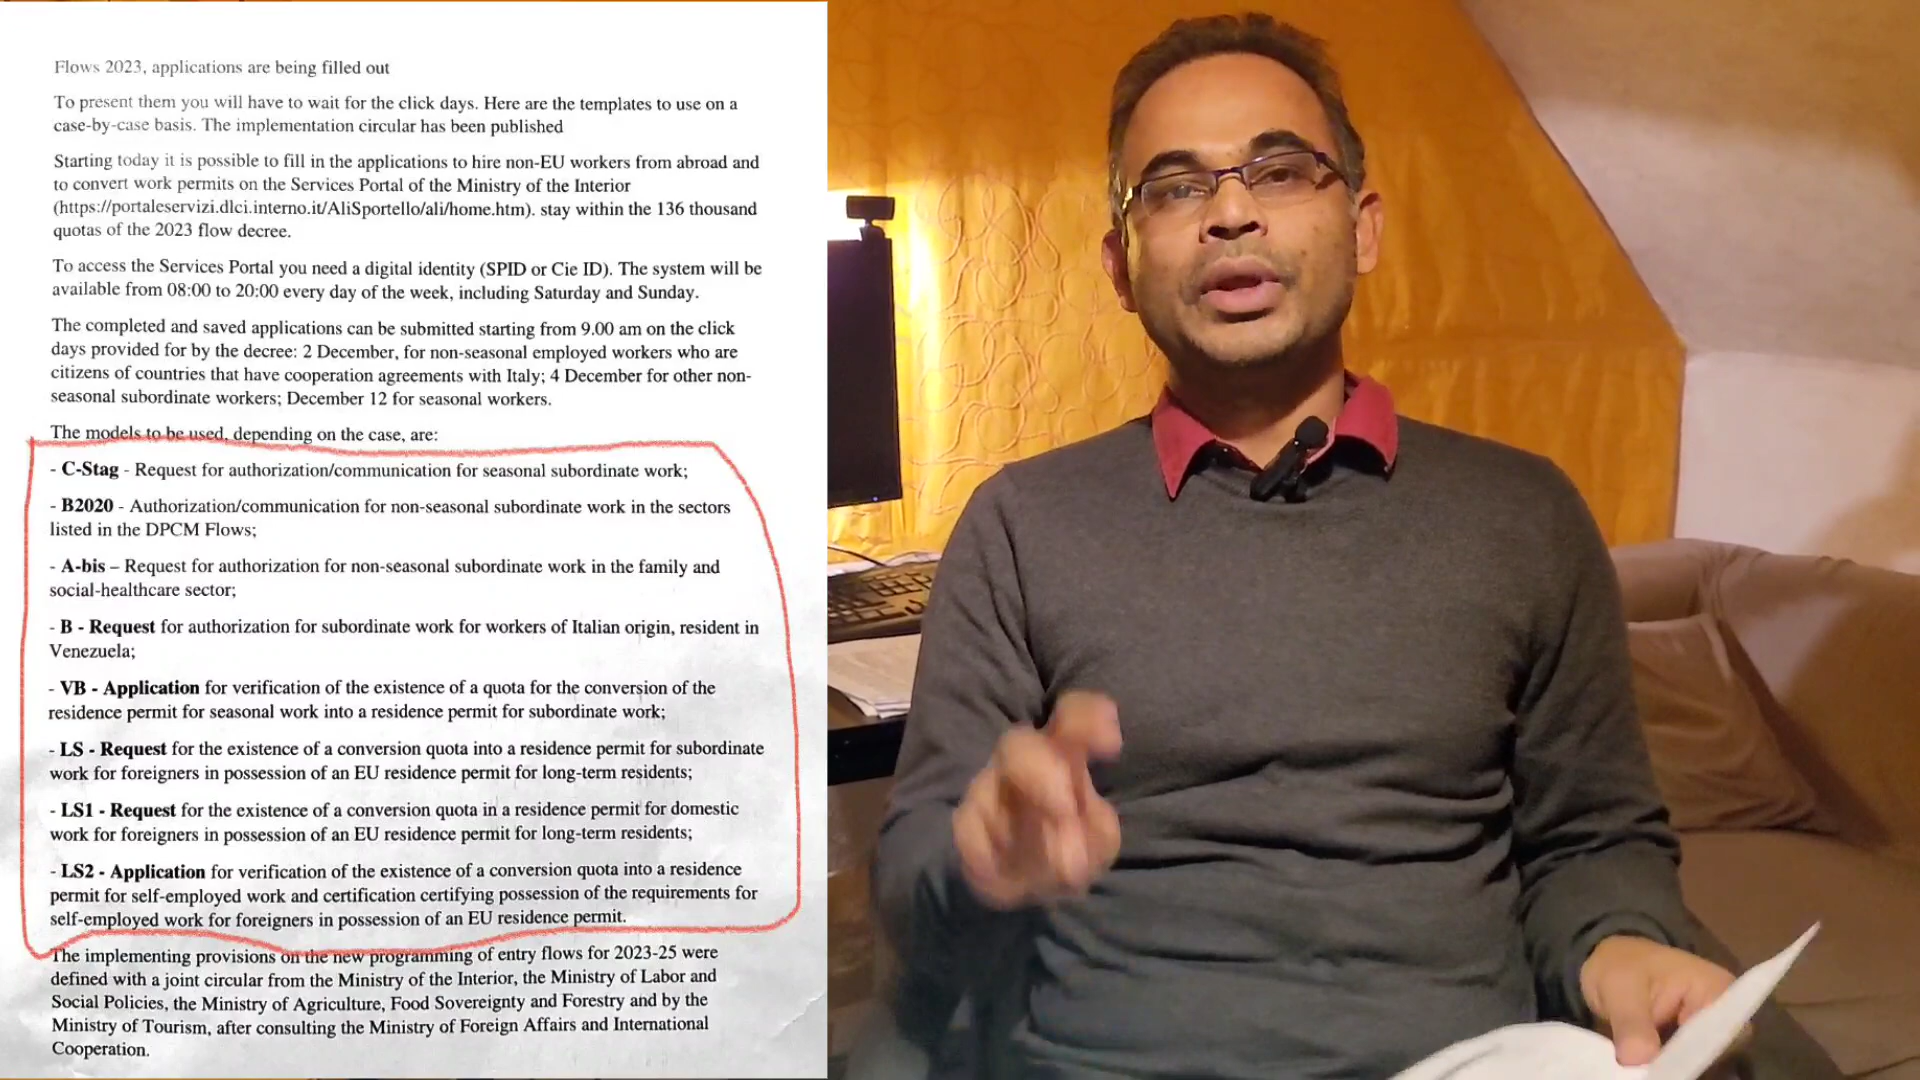 Flows 2023, applications are being filled out
To present them you will have to wait for the click days. Here are the templates to use on a
case-by-case basis. The implementation circular has been published
Starting today it is possible to fill in the applications to hire non-EU workers from abroad and
to convert work permits on the Services Portal of the Ministry of the Interior
(https://portaleservizi.dlci.interno.it/AliSportello/ali/home.htm). stay within the 136 thousand
quotas of the 2023 flow decree.
To access the Services Portal you need a digital identity (SPID or Cie ID). The system will be
available from 08:00 to 20:00 every day of the week, including Saturday and Sunday.
The completed and saved applications can be submitted starting from 9.00 am on the click
days provided for by the decree: 2 December, for non-seasonal employed workers who are
citizens of countries that have cooperation agreements with Italy; 4 December for other non-
seasonal subordinate workers; December 12 for seasonal workers.
The models to be used, depending on the case, are:
- C-Stag - Request for authorization/communication for seasonal subordinate work;
- B2020 - Authorization/communication for non-seasonal subordinate work in the sectors
listed in the DPCM Flows;
- A-bis – Request for authorization for non-seasonal subordinate work in the family and
social-healthcare sector;
- B - Request for authorization for subordinate work for workers of Italian origin, resident in
Venezuela;
- VB - Application for verification of the existence of a quota for the conversion of the
residence permit for seasonal work into a residence permit for subordinate work;
- LS - Request for the existence of a conversion quota into a residence permit for subordinate
work for foreigners in possession of an EU residence permit for long-term residents;
- LS1 - Request for the existence of a conversion quota in a residence permit for domestic
work for foreigners in possession of an EU residence permit for long-term residents;
- LS2 - Application for verification of the existence of a conversion quota into a residence
permit for self-employed work and certification certifying possession of the requirements for
self-employed work for foreigners in possession of an EU residence permit.
The implementing provisions on the new programming of entry flows for 2023-25 were
defined with a joint circular from the Ministry of the Interior, the Ministry of Labor and
Social Policies, the Ministry of Agriculture, Food Sovereignty and Forestry and by the
Ministry of Tourism, after consulting the Ministry of Foreign Affairs and International
Cooperation.